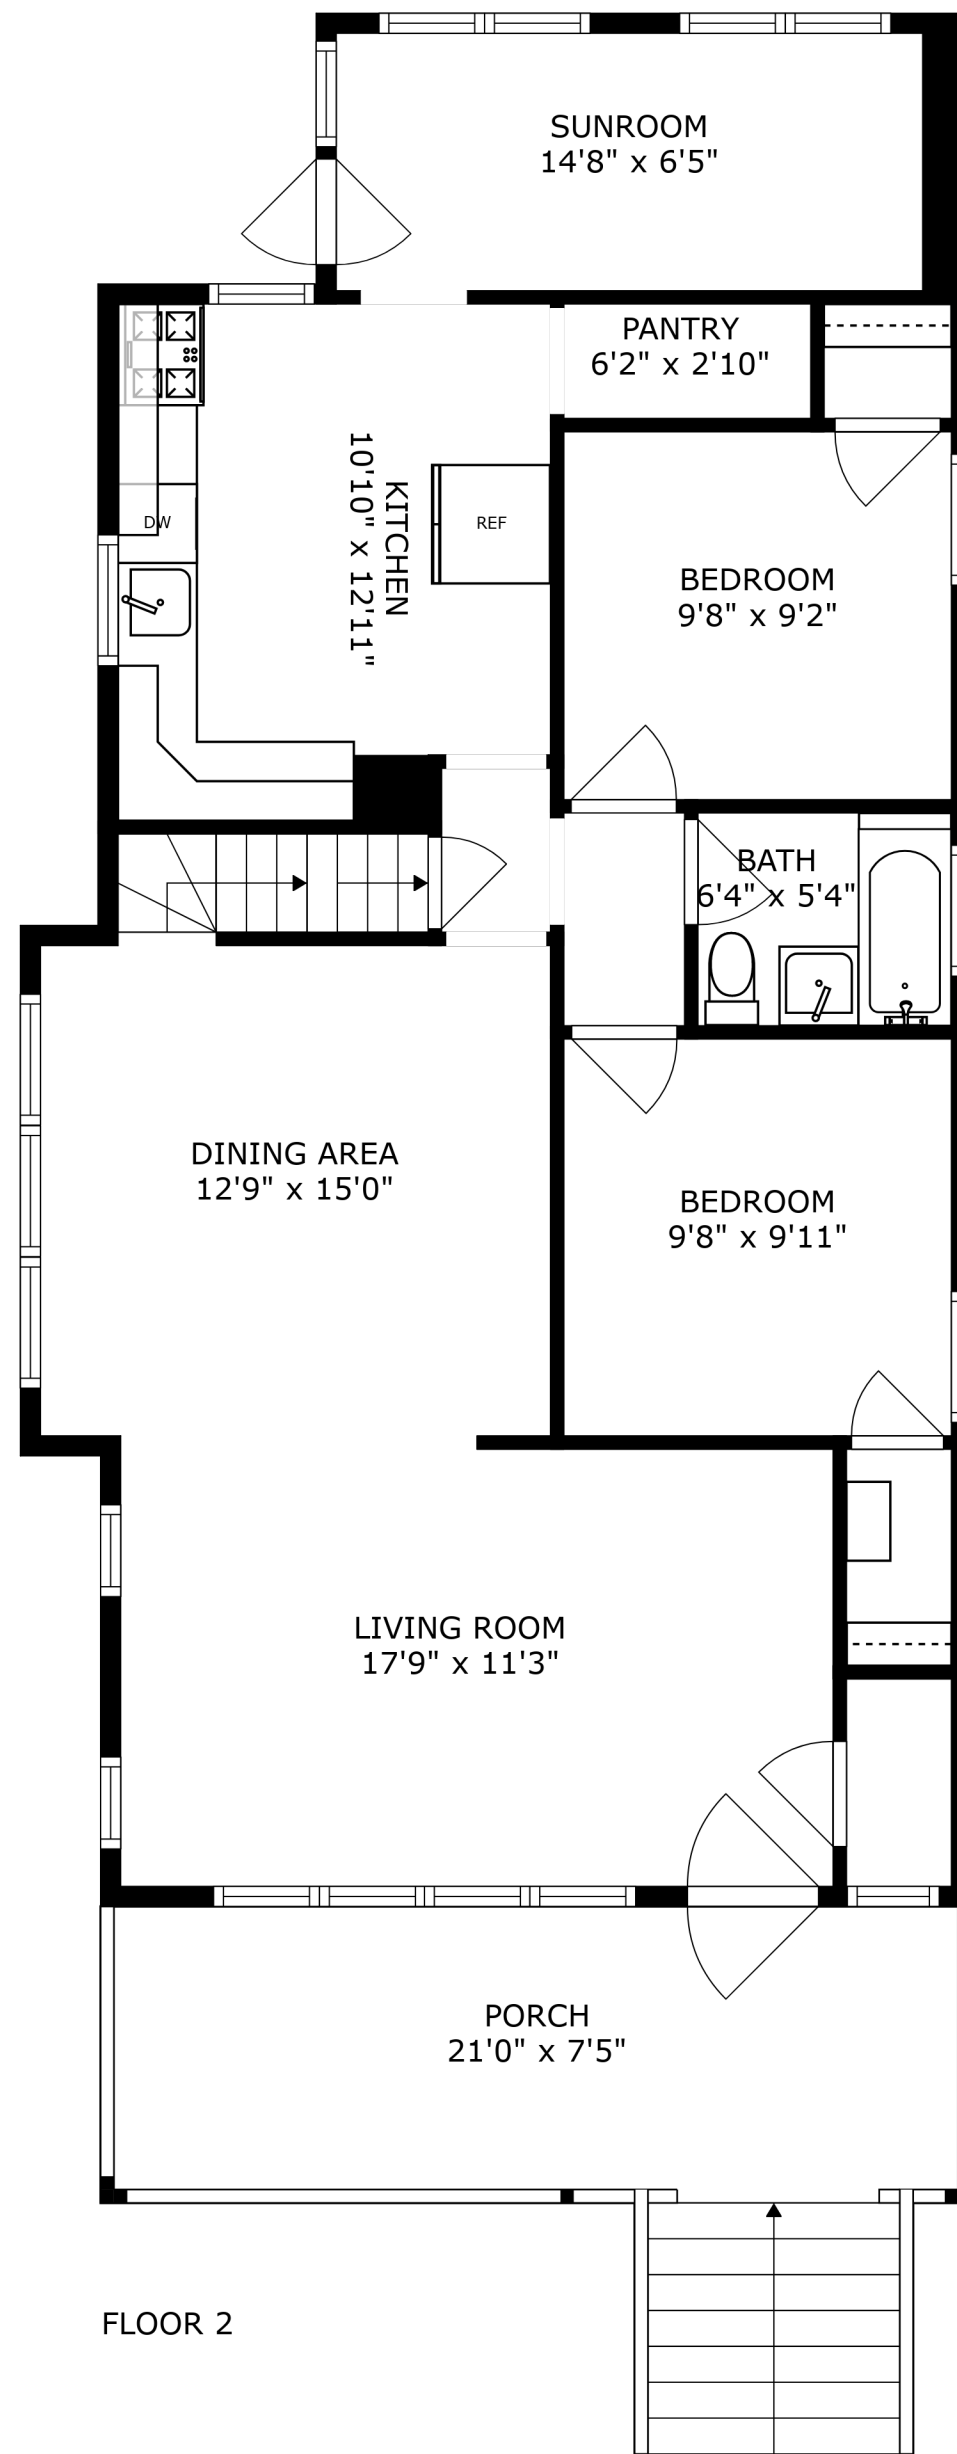 SUNROOM
14'8" x 6'5"
PANTRY
6'2" x 2'10"
KITCHEN
10'10" x 12'11"
DW
REF
BEDROOM
9'8" x 9'2"
BATH
6'4" x 5'4"
DINING AREA
12'9" x 15'0"
BEDROOM
9'8" x 9'11"
LIVING ROOM
17'9" x 11'3"
PORCH
21'0" x 7'5"
FLOOR 2